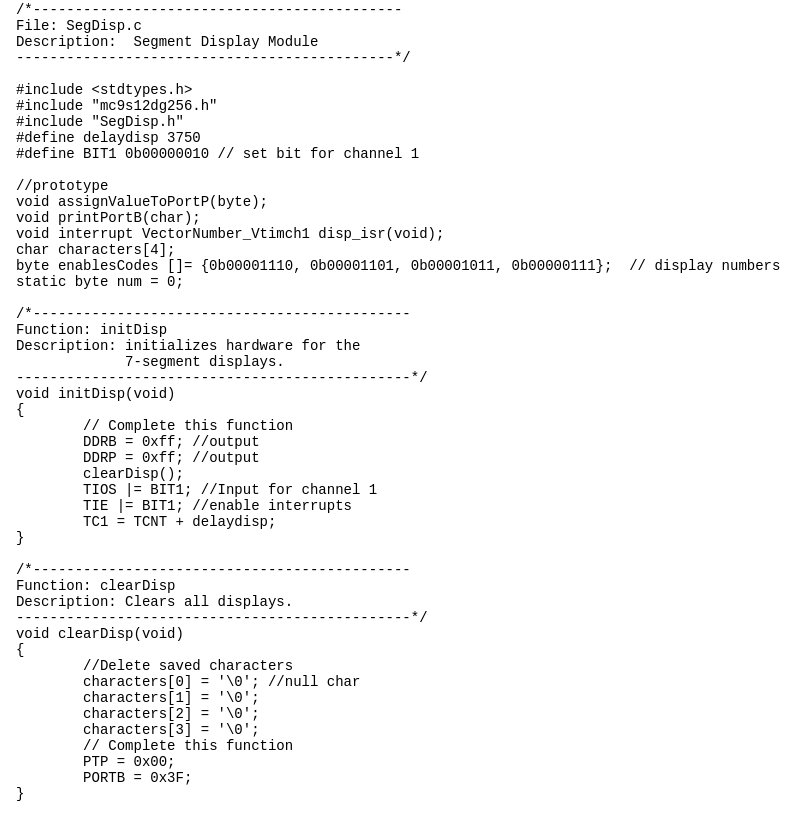 /*--------------------------------------------
File: SegDisp.c
Description:  Segment Display Module
---------------------------------------------*/

#include <stdtypes.h>
#include "mc9s12dg256.h"
#include "SegDisp.h"
#define delaydisp 3750
#define BIT1 0b00000010 // set bit for channel 1

//prototype
void assignValueToPortP(byte);
void printPortB(char);
void interrupt VectorNumber_Vtimch1 disp_isr(void);
char characters[4];
byte enablesCodes []= {0b00001110, 0b00001101, 0b00001011, 0b00000111};  // display numbers
static byte num = 0;

/*---------------------------------------------
Function: initDisp
Description: initializes hardware for the
             7-segment displays.
-----------------------------------------------*/
void initDisp(void)
{
        // Complete this function
        DDRB = 0xff; //output
        DDRP = 0xff; //output
        clearDisp();
        TIOS |= BIT1; //Input for channel 1
        TIE |= BIT1; //enable interrupts
        TC1 = TCNT + delaydisp;
}

/*---------------------------------------------
Function: clearDisp
Description: Clears all displays.
-----------------------------------------------*/
void clearDisp(void)
{
        //Delete saved characters
        characters[0] = '\0'; //null char
        characters[1] = '\0';
        characters[2] = '\0';
        characters[3] = '\0';
        // Complete this function
        PTP = 0x00;
        PORTB = 0x3F;
}